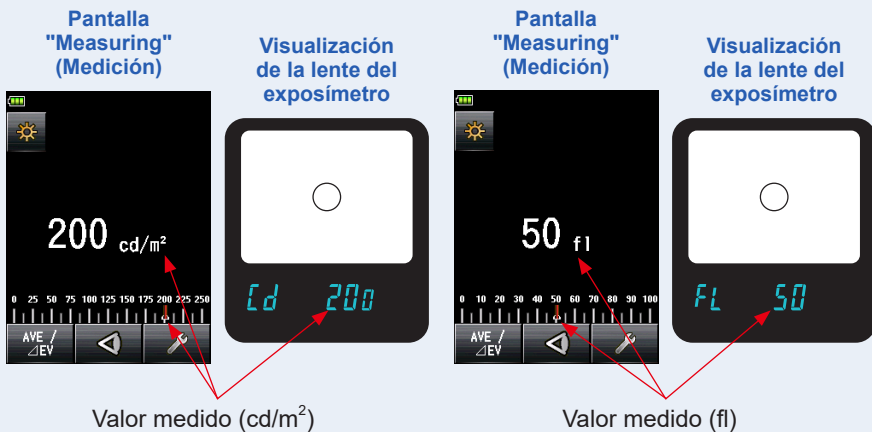 Pantalla
"Measuring"
(Medición)
Visualización
de la lente del
exposímetro
200 cd/m²
0 25 50 75 100 125 150 175 200 225 250
AVE /
⊿EV
Cd 200
Valor medido (cd/m²)
Pantalla
"Measuring"
(Medición)
Visualización
de la lente del
exposímetro
50 fl
0 10 20 30 40 50 60 70 80 90 100
AVE /
⊿EV
FL 50
Valor medido (fl)